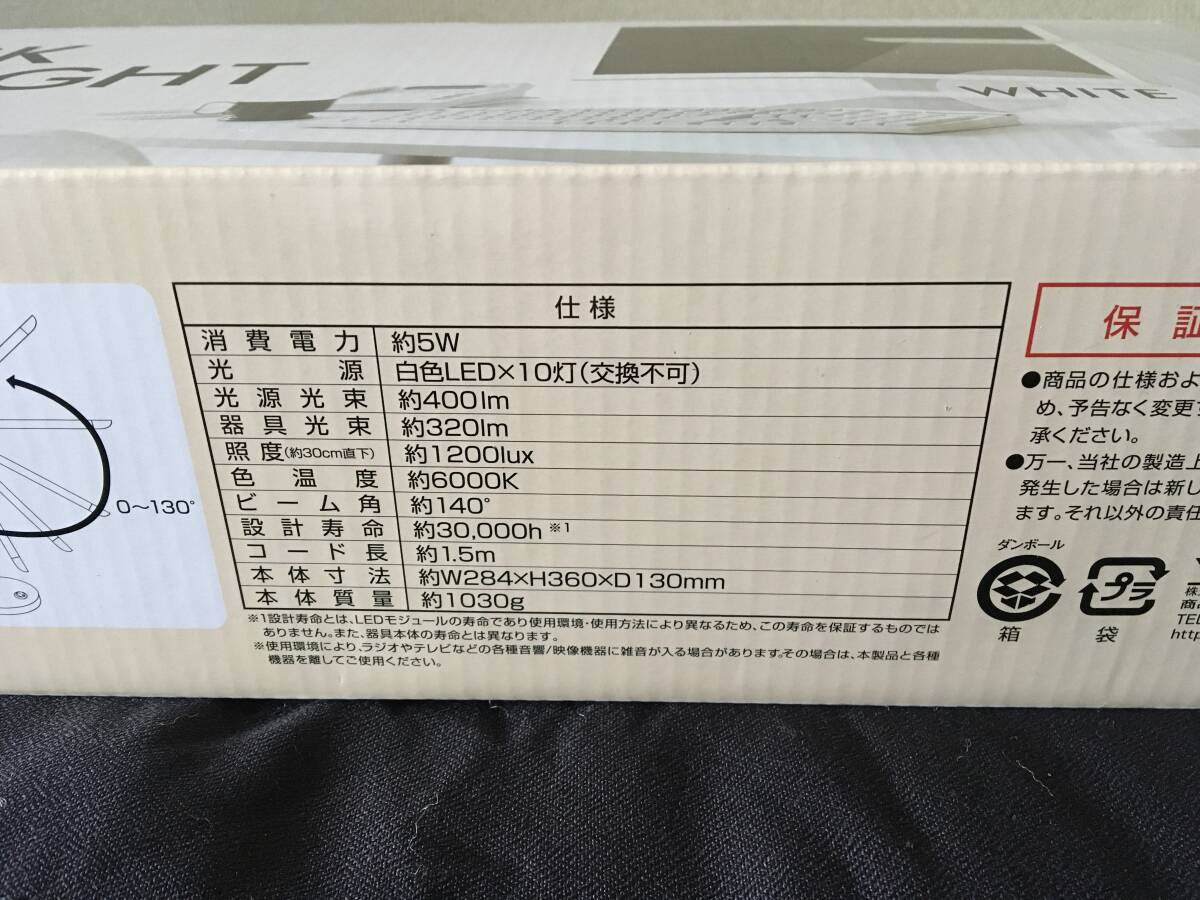 GHT
WHITE
仕様
消費電力 約5W
光源 白色LED×10灯(交換不可)
光源光束 約400lm
器具光束 約320lm
照度(約30cm直下) 約1200lux
色温度 約6000K
ビーム角 約140°
設計寿命 約30,000h ※1
コード長 約1.5m
本体寸法 約W284×H360×D130mm
本体質量 約1030g
※1設計寿命とは、LEDモジュールの寿命であり使用環境・使用方法により異なるため、この寿命を保証するものでは
ありません。また、器具本体の寿命とは異なります。
※使用環境により、ラジオやテレビなどの各種音響/映像機器に雑音が入る場合があります。その場合は、本製品と各種
機器を離してご使用ください。
0~130°
保証
●商品の仕様およ
め、予告なく変更
承ください。
●万一、当社の製造上
発生した場合は新し
ます。それ以外の責任
ダンボール
箱
プラ
袋
商品
TEL
http